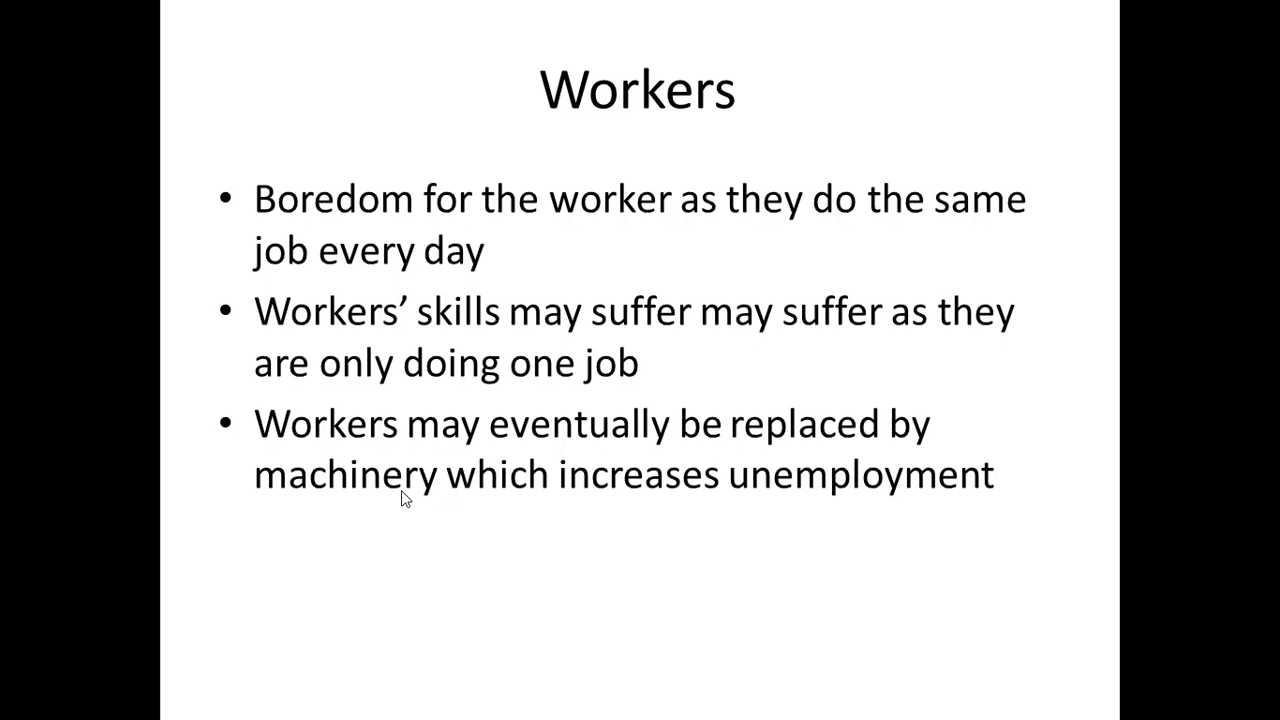 Workers
• Boredom for the worker as they do the same
job every day
• Workers’ skills may suffer may suffer as they
are only doing one job
• Workers may eventually be replaced by
machinery which increases unemployment